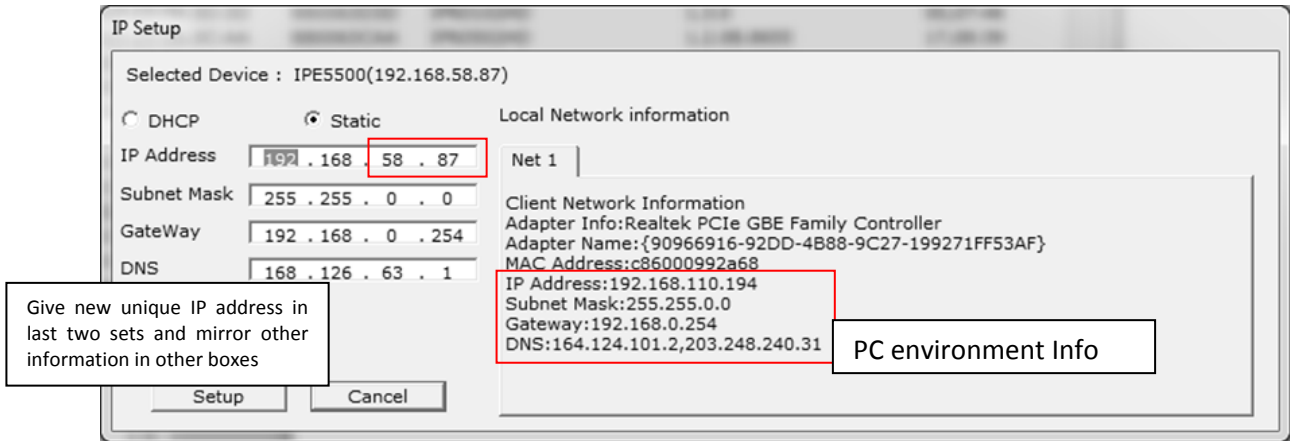 IP Setup
Selected Device : IPE5500(192.168.58.87)
DHCP
Static
IP Address 192 . 168 . 58 . 87
Subnet Mask 255 . 255 . 0 . 0
GateWay 192 . 168 . 0 . 254
DNS 168 . 126 . 63 . 1
Give new unique IP address in
last two sets and mirror other
information in other boxes
Setup
Cancel
Local Network information
Net 1
Client Network Information
Adapter Info:Realtek PCIe GBE Family Controller
Adapter Name:{90966916-92DD-4B88-9C27-199271FF53AF}
MAC Address:c86000992a68
IP Address:192.168.110.194
Subnet Mask:255.255.0.0
Gateway:192.168.0.254
DNS:164.124.101.2,203.248.240.31
PC environment Info